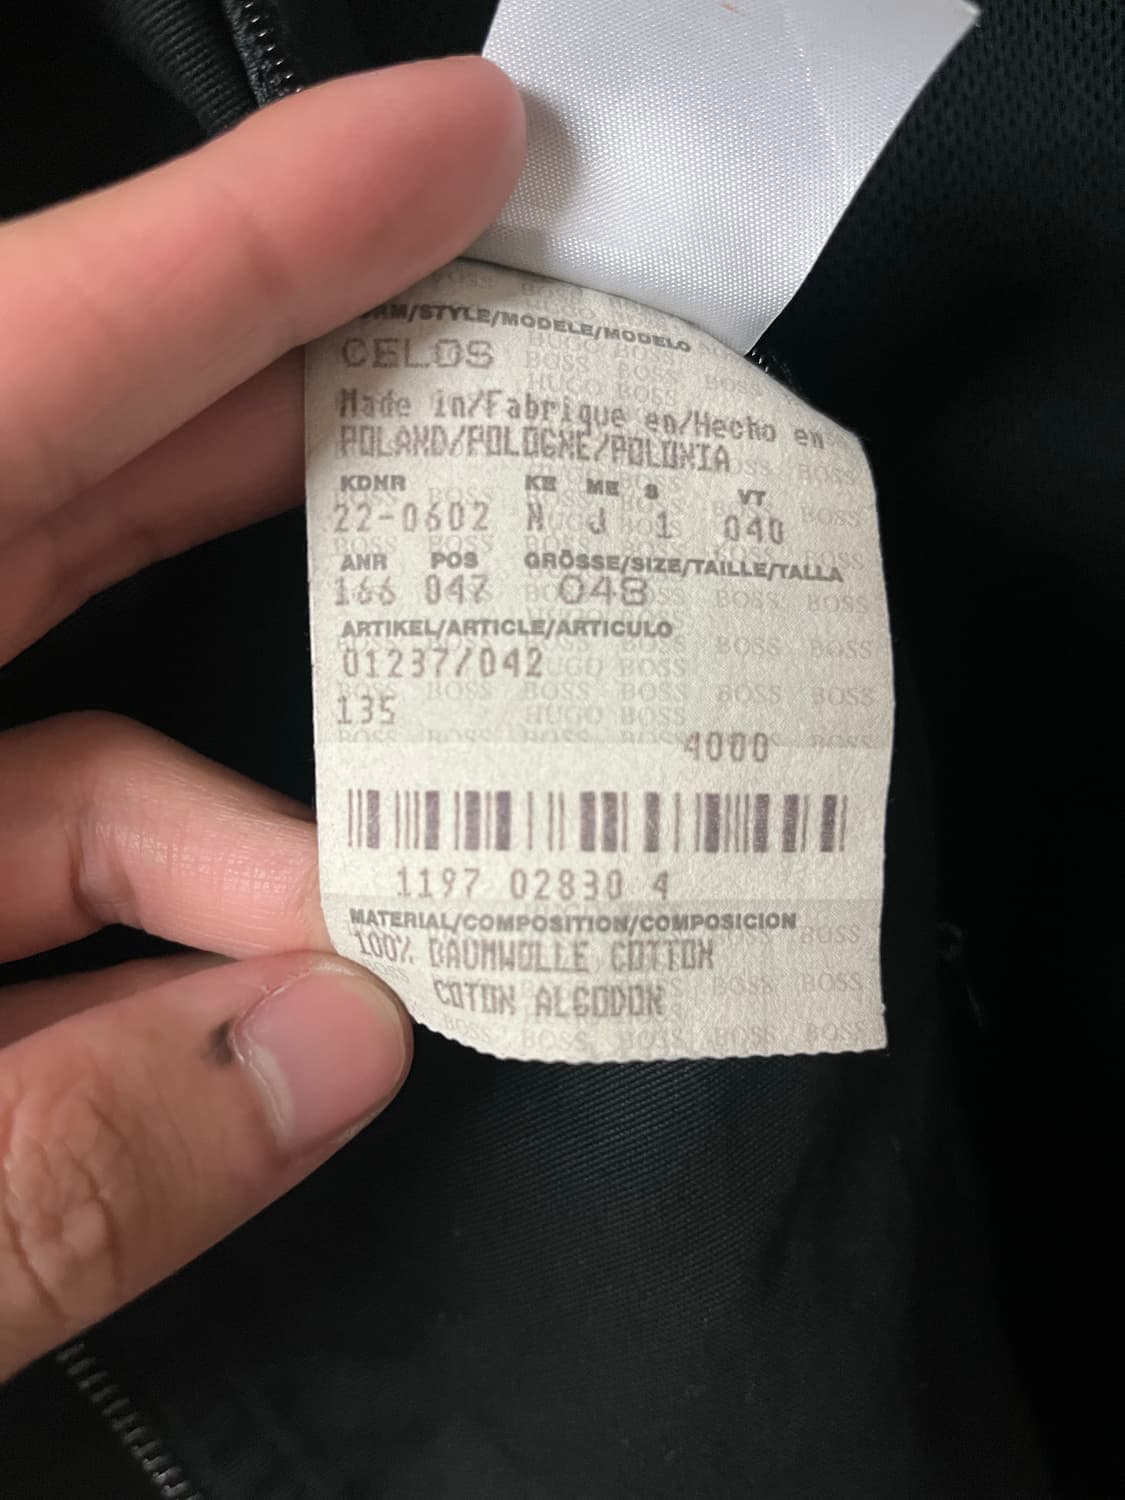 /STYLE/MODELE/MODELO
CELOS
Made in/Fabrique en/Hecho en
POLAND/POLOGNE/POLONIA
KDNR KE ME S VT
22-0602 N J 1 040
ANR POS GRÖSSE/SIZE/TAILLE/TALLA
166 047 048
ARTIKEL/ARTICLE/ARTICULO
01237/042
135
4000
1197 02830 4
MATERIAL/COMPOSITION/COMPOSICION
100% BAUMWOLLE COTTON
COTON ALGODON
HUGO BOSS